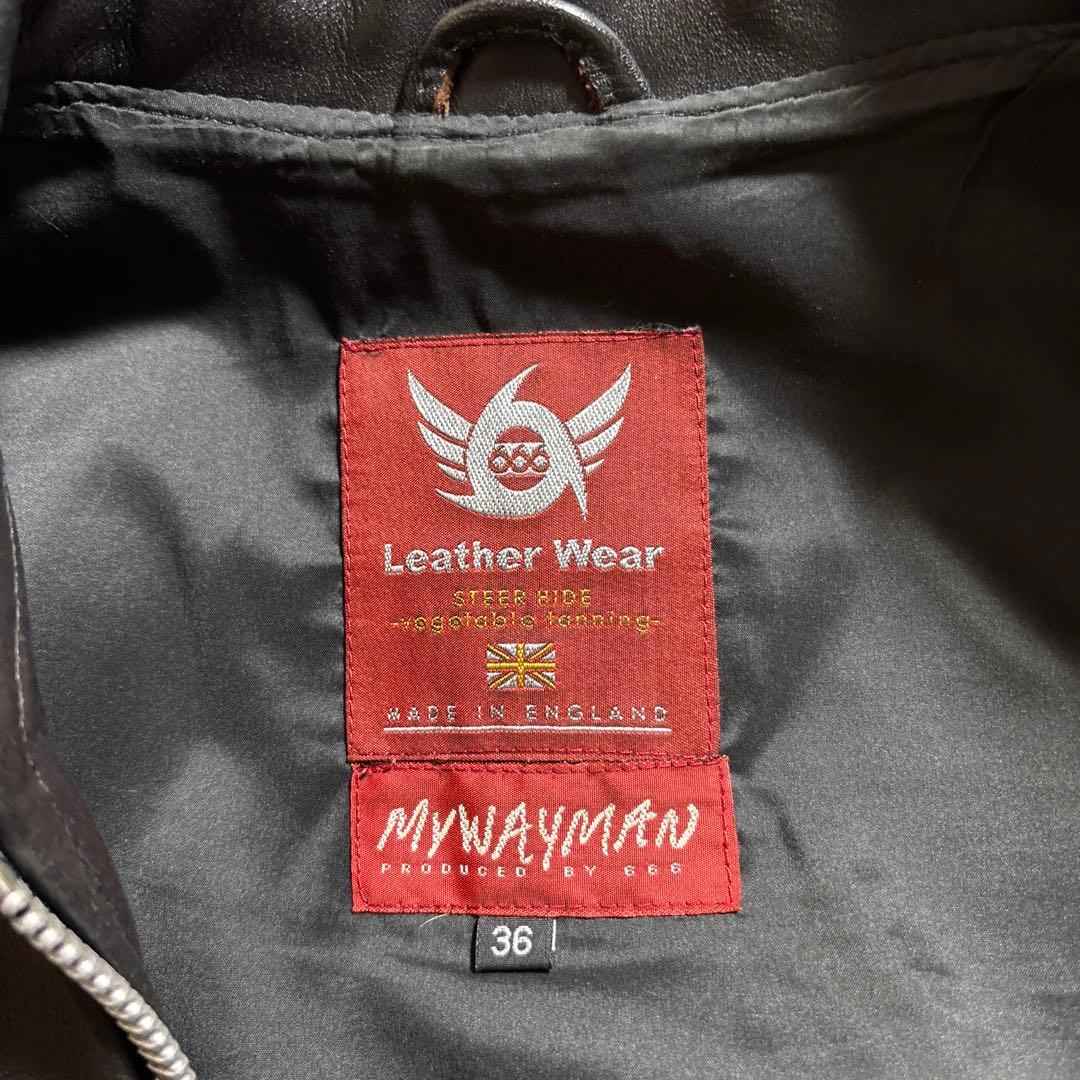 666
Leather Wear
STEER HIDE
-vegetable tanning-
MADE IN ENGLAND
MYWAYMAN
PRODUCED BY 666
36